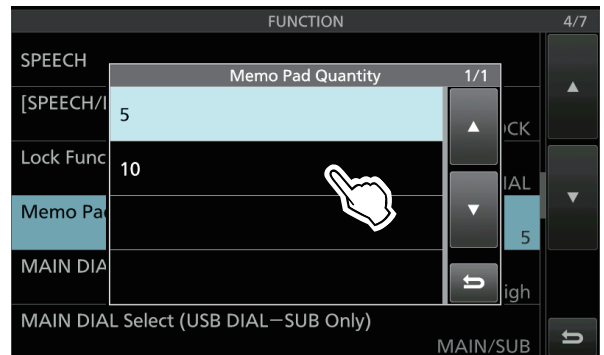 FUNCTION 4/7
SPEECH
Memo Pad Quantity 1/1
[SPEECH/
5
CK
Lock Func
10
IAL
Memo Pa
5
MAIN DIA
igh
MAIN DIAL Select (USB DIAL−SUB Only)
MAIN/SUB